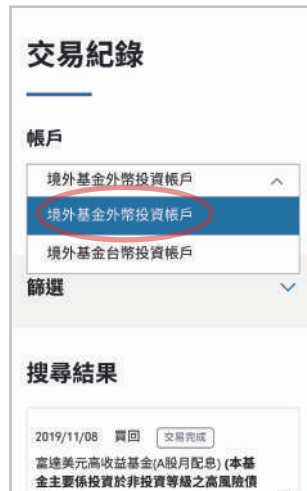 交易紀錄
帳戶
境外基金外幣投資帳戶
境外基金外幣投資帳戶
境外基金台幣投資帳戶
篩選
搜尋結果
2019/11/08 買回 交易完成
富達美元高收益基金(A股月配息) (本基
金主要係投資於非投資等級之高風險債